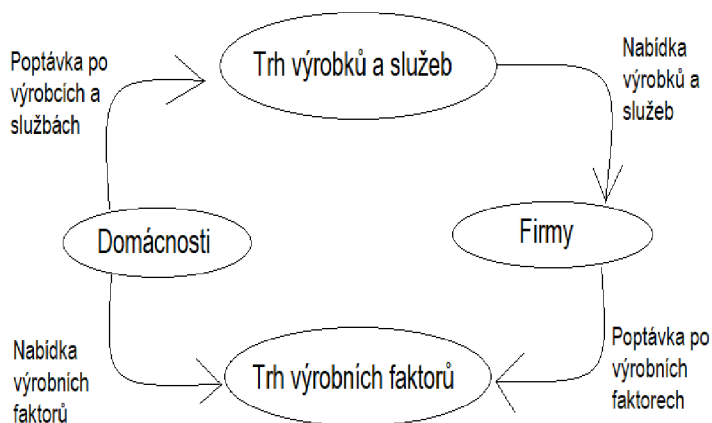 Poptávka po
výrobcích a
službách
Trh výrobků a služeb
Nabídka
výrobků a
služeb
Domácnosti
Firmy
Nabídka
výrobních
faktorů
Trh výrobních faktorů
Poptávka po
výrobních
faktorech